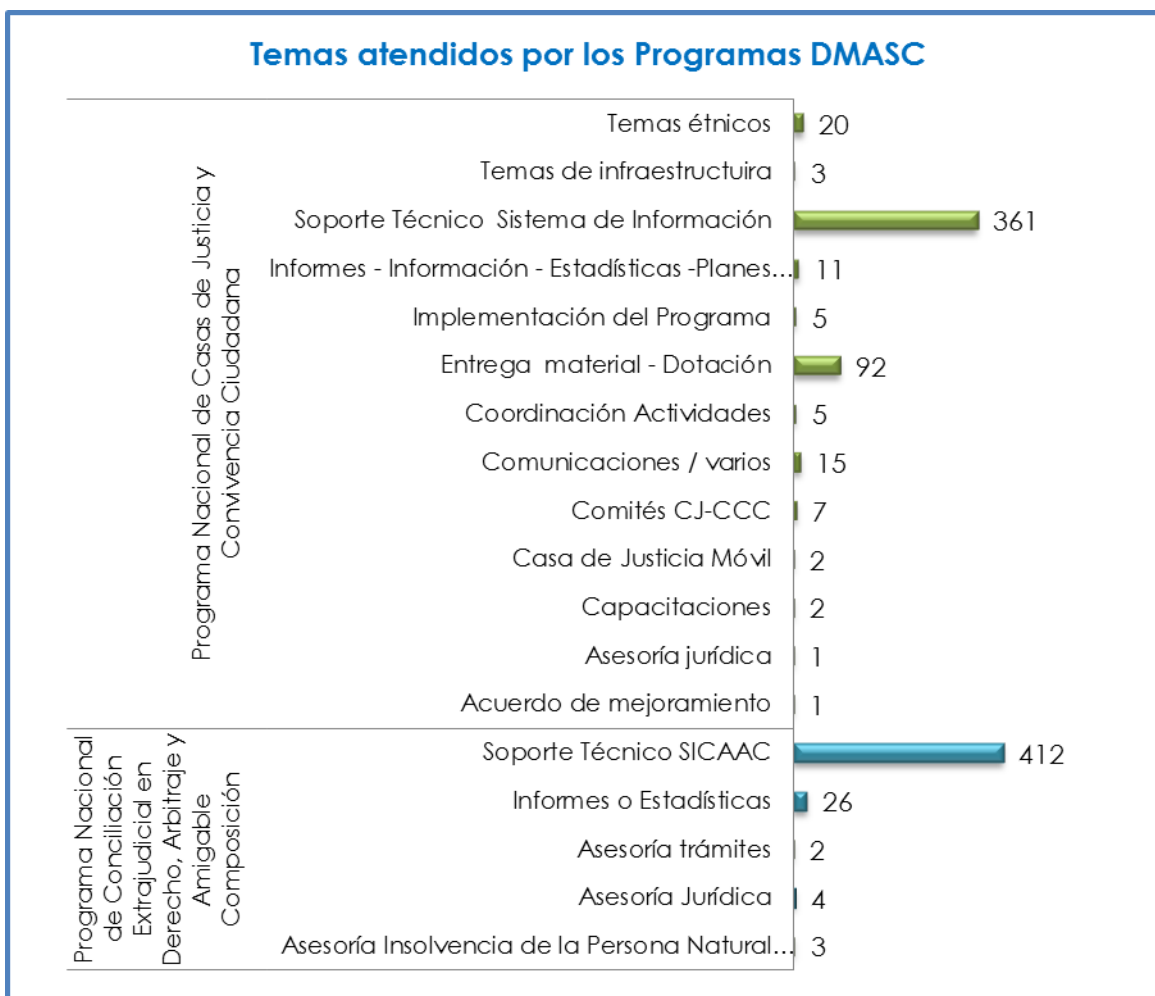 Temas atendidos por los Programas DMASC
Programa Nacional de Casas de Justicia y
Convivencia Ciudadana
Temas étnicos 20
Temas de infraestructuira 3
Soporte Técnico Sistema de Información 361
Informes - Información - Estadísticas -Planes... 11
Implementación del Programa 5
Entrega material - Dotación 92
Coordinación Actividades 5
Comunicaciones / varios 15
Comités CJ-CCC 7
Casa de Justicia Móvil 2
Capacitaciones 2
Asesoría jurídica 1
Acuerdo de mejoramiento 1
Programa Nacional
de Conciliación
Extrajudicial en
Derecho, Arbitraje y
Amigable
Composición
Soporte Técnico SICAAC 412
Informes o Estadísticas 26
Asesoría trámites 2
Asesoría Jurídica 4
Asesoría Insolvencia de la Persona Natural... 3